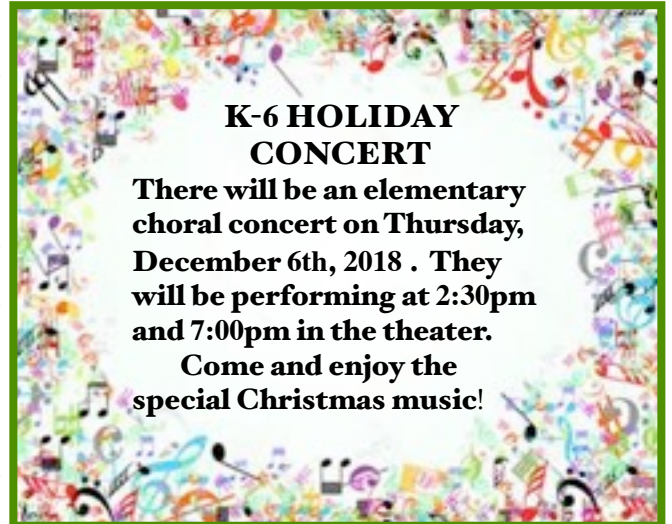 K-6 HOLIDAY
CONCERT
There will be an elementary
choral concert on Thursday,
December 6th, 2018 .  They
will be performing at 2:30pm
and 7:00pm in the theater.
Come and enjoy the
special Christmas music!